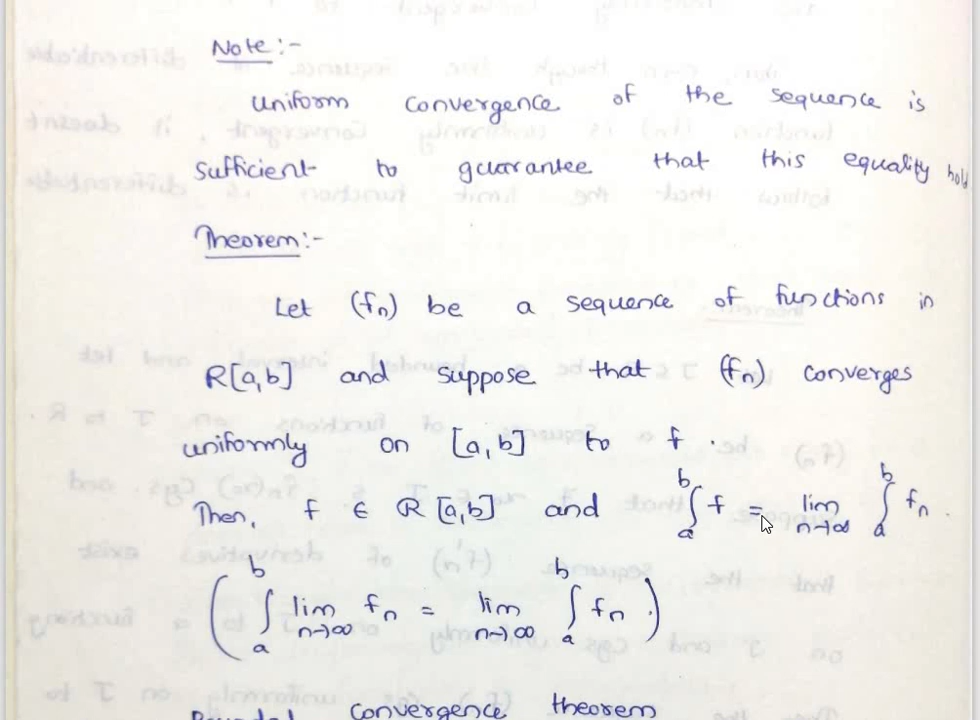 Note:-
uniform convergence of the sequence is
sufficient to guarantee that this equality hold
Theorem:-
Let (fn) be a sequence of functions in
R[a,b] and suppose that (fn) converges
uniformly on [a,b] to f.
Then, f ∈ R[a,b] and ∫_a^b f = lim_{n→∞} ∫_a^b fn.
(∫_a^b lim_{n→∞} fn = lim_{n→∞} ∫_a^b fn.)
convergence theorem